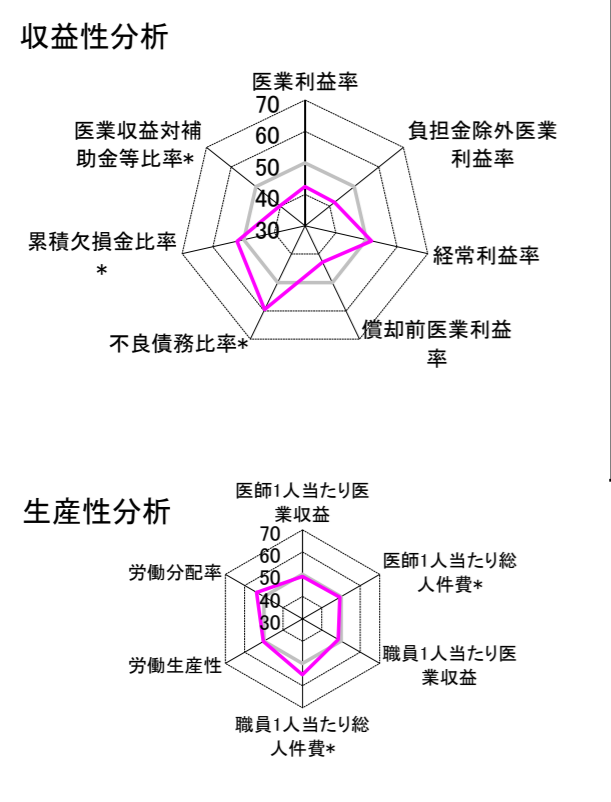 収益性分析
医業利益率
70
60
50
40
30
負担金除外医業
利益率
経常利益率
償却前医業利益
率
不良債務比率*
累積欠損金比率
*
医業収益対補
助金等比率*
生産性分析
医師1人当たり医
業収益
70
60
50
40
30
医師1人当たり総
人件費*
職員1人当たり医
業収益
職員1人当たり総
人件費*
労働生産性
労働分配率